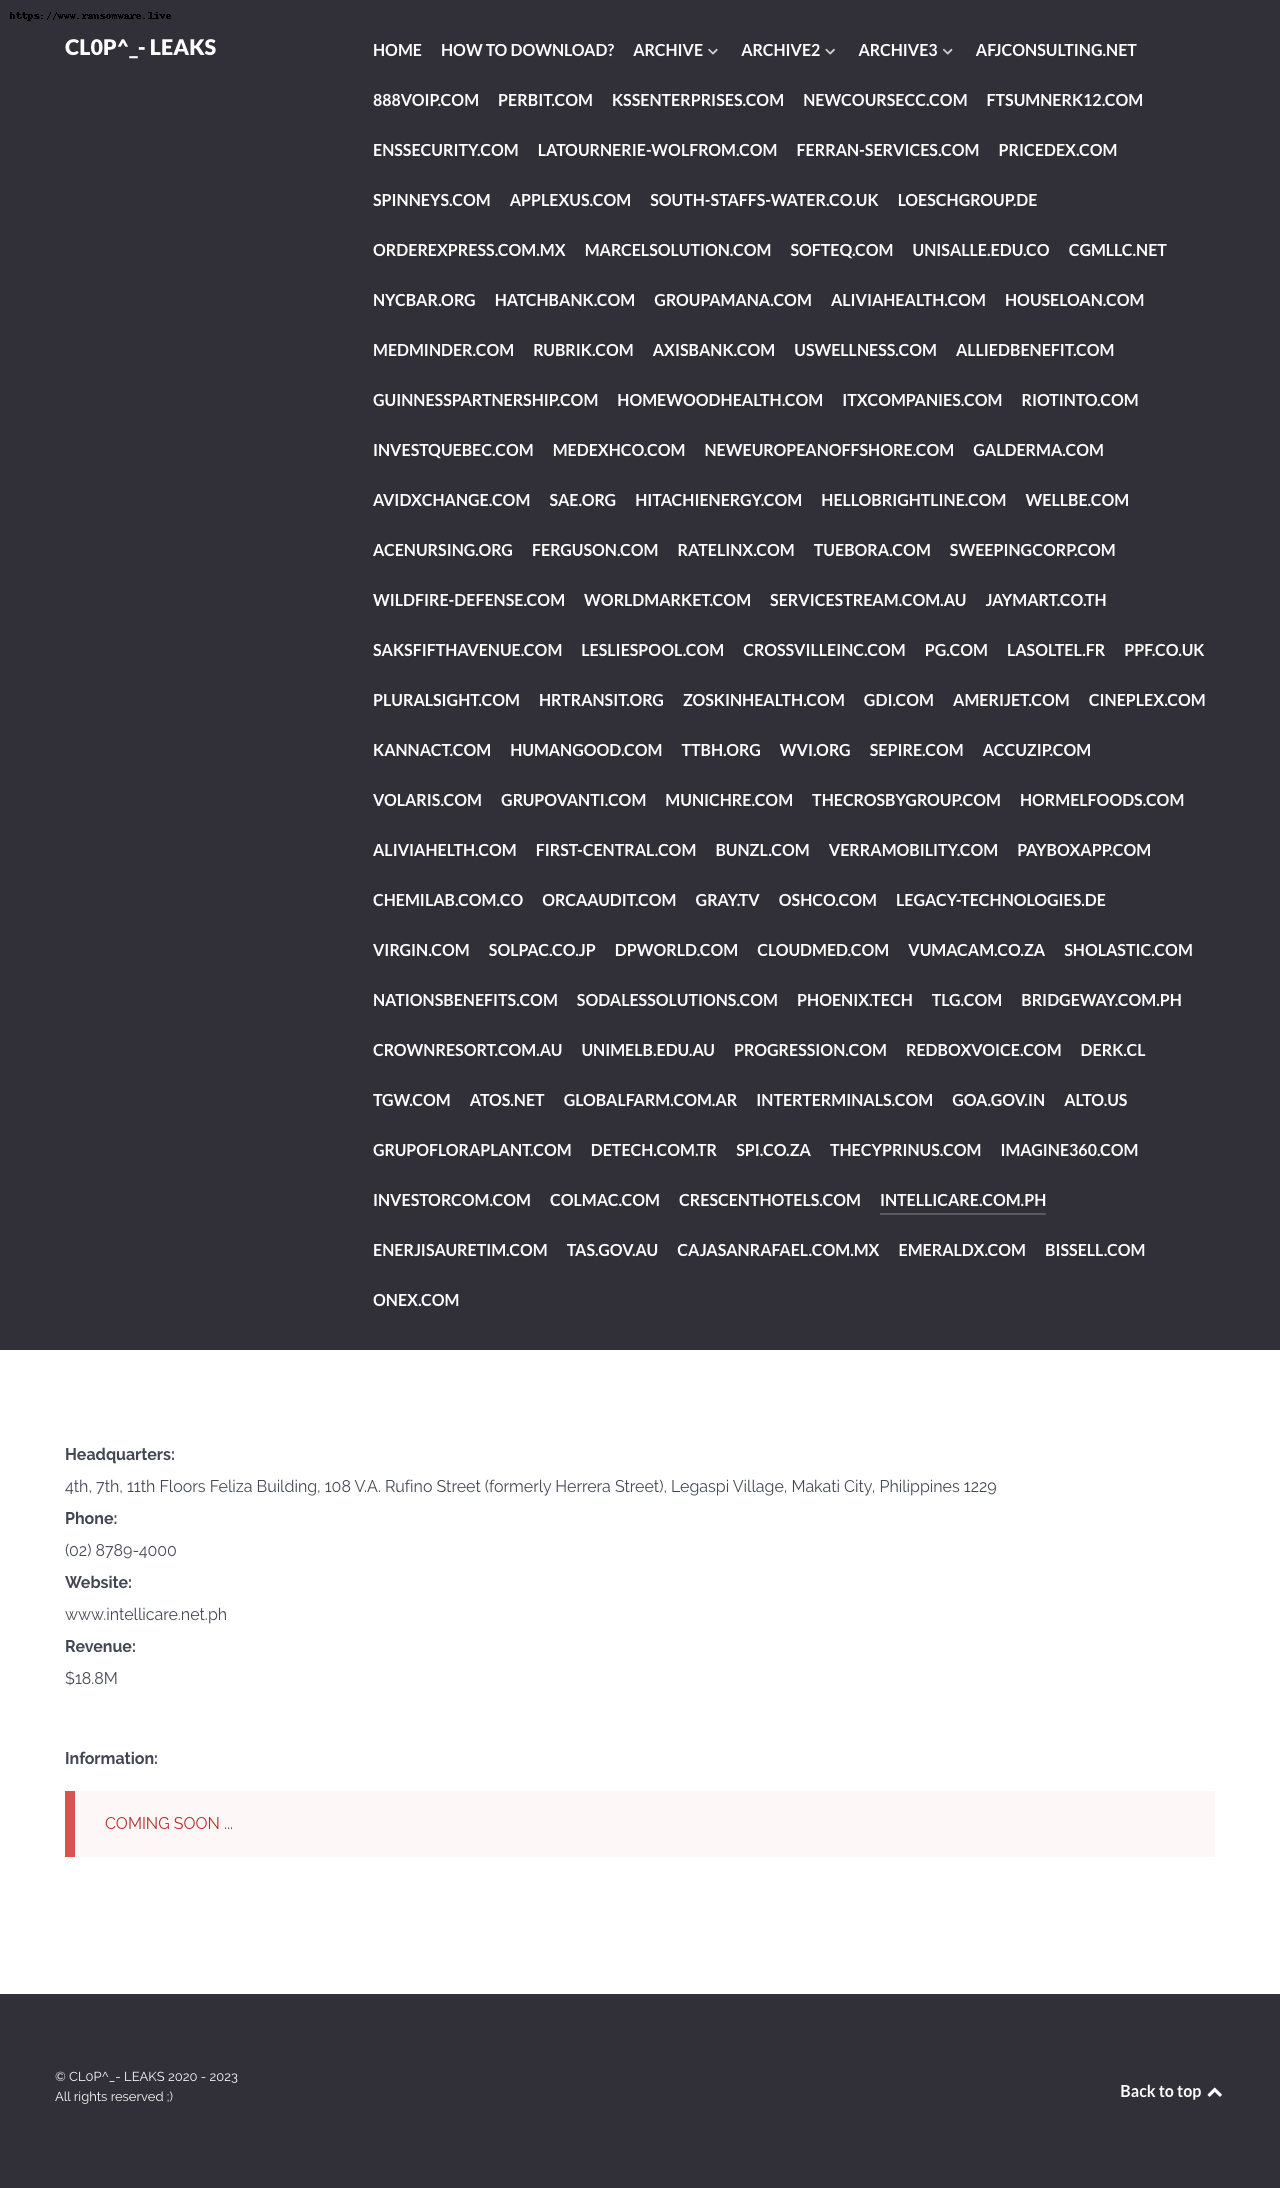 https://www.ransomware.live
CL0P^_- LEAKS
HOME HOW TO DOWNLOAD? ARCHIVE ARCHIVE2 ARCHIVE3 AFJCONSULTING.NET
888VOIP.COM PERBIT.COM KSSENTERPRISES.COM NEWCOURSECC.COM FTSUMNERK12.COM
ENSSECURITY.COM LATOURNERIE-WOLFROM.COM FERRAN-SERVICES.COM PRICEDEX.COM
SPINNEYS.COM APPLEXUS.COM SOUTH-STAFFS-WATER.CO.UK LOESCHGROUP.DE
ORDEREXPRESS.COM.MX MARCELSOLUTION.COM SOFTEQ.COM UNISALLE.EDU.CO CGMLLC.NET
NYCBAR.ORG HATCHBANK.COM GROUPAMANA.COM ALIVIAHEALTH.COM HOUSELOAN.COM
MEDMINDER.COM RUBRIK.COM AXISBANK.COM USWELLNESS.COM ALLIEDBENEFIT.COM
GUINNESSPARTNERSHIP.COM HOMEWOODHEALTH.COM ITXCOMPANIES.COM RIOTINTO.COM
INVESTQUEBEC.COM MEDEXHCO.COM NEWEUROPEANOFFSHORE.COM GALDERMA.COM
AVIDXCHANGE.COM SAE.ORG HITACHIENERGY.COM HELLOBRIGHTLINE.COM WELLBE.COM
ACENURSING.ORG FERGUSON.COM RATELINX.COM TUEBORA.COM SWEEPINGCORP.COM
WILDFIRE-DEFENSE.COM WORLDMARKET.COM SERVICESTREAM.COM.AU JAYMART.CO.TH
SAKSFIFTHAVENUE.COM LESLIESPOOL.COM CROSSVILLEINC.COM PG.COM LASOLTEL.FR PPF.CO.UK
PLURALSIGHT.COM HRTRANSIT.ORG ZOSKINHEALTH.COM GDI.COM AMERIJET.COM CINEPLEX.COM
KANNACT.COM HUMANGOOD.COM TTBH.ORG WVI.ORG SEPIRE.COM ACCUZIP.COM
VOLARIS.COM GRUPOVANTI.COM MUNICHRE.COM THECROSBYGROUP.COM HORMELFOODS.COM
ALIVIAHELTH.COM FIRST-CENTRAL.COM BUNZL.COM VERRAMOBILITY.COM PAYBOXAPP.COM
CHEMILAB.COM.CO ORCAAUDIT.COM GRAY.TV OSHCO.COM LEGACY-TECHNOLOGIES.DE
VIRGIN.COM SOLPAC.CO.JP DPWORLD.COM CLOUDMED.COM VUMACAM.CO.ZA SHOLASTIC.COM
NATIONSBENEFITS.COM SODALESSOLUTIONS.COM PHOENIX.TECH TLG.COM BRIDGEWAY.COM.PH
CROWNRESORT.COM.AU UNIMELB.EDU.AU PROGRESSION.COM REDBOXVOICE.COM DERK.CL
TGW.COM ATOS.NET GLOBALFARM.COM.AR INTERTERMINALS.COM GOA.GOV.IN ALTO.US
GRUPOFLORAPLANT.COM DETECH.COM.TR SPI.CO.ZA THECYPRINUS.COM IMAGINE360.COM
INVESTORCOM.COM COLMAC.COM CRESCENTHOTELS.COM INTELLICARE.COM.PH
ENERJISAURETIM.COM TAS.GOV.AU CAJASANRAFAEL.COM.MX EMERALDX.COM BISSELL.COM
ONEX.COM
Headquarters:
4th, 7th, 11th Floors Feliza Building, 108 V.A. Rufino Street (formerly Herrera Street), Legaspi Village, Makati City, Philippines 1229
Phone:
(02) 8789-4000
Website:
www.intellicare.net.ph
Revenue:
$18.8M
Information:
COMING SOON ...
© CL0P^_- LEAKS 2020 - 2023
All rights reserved ;)
Back to top